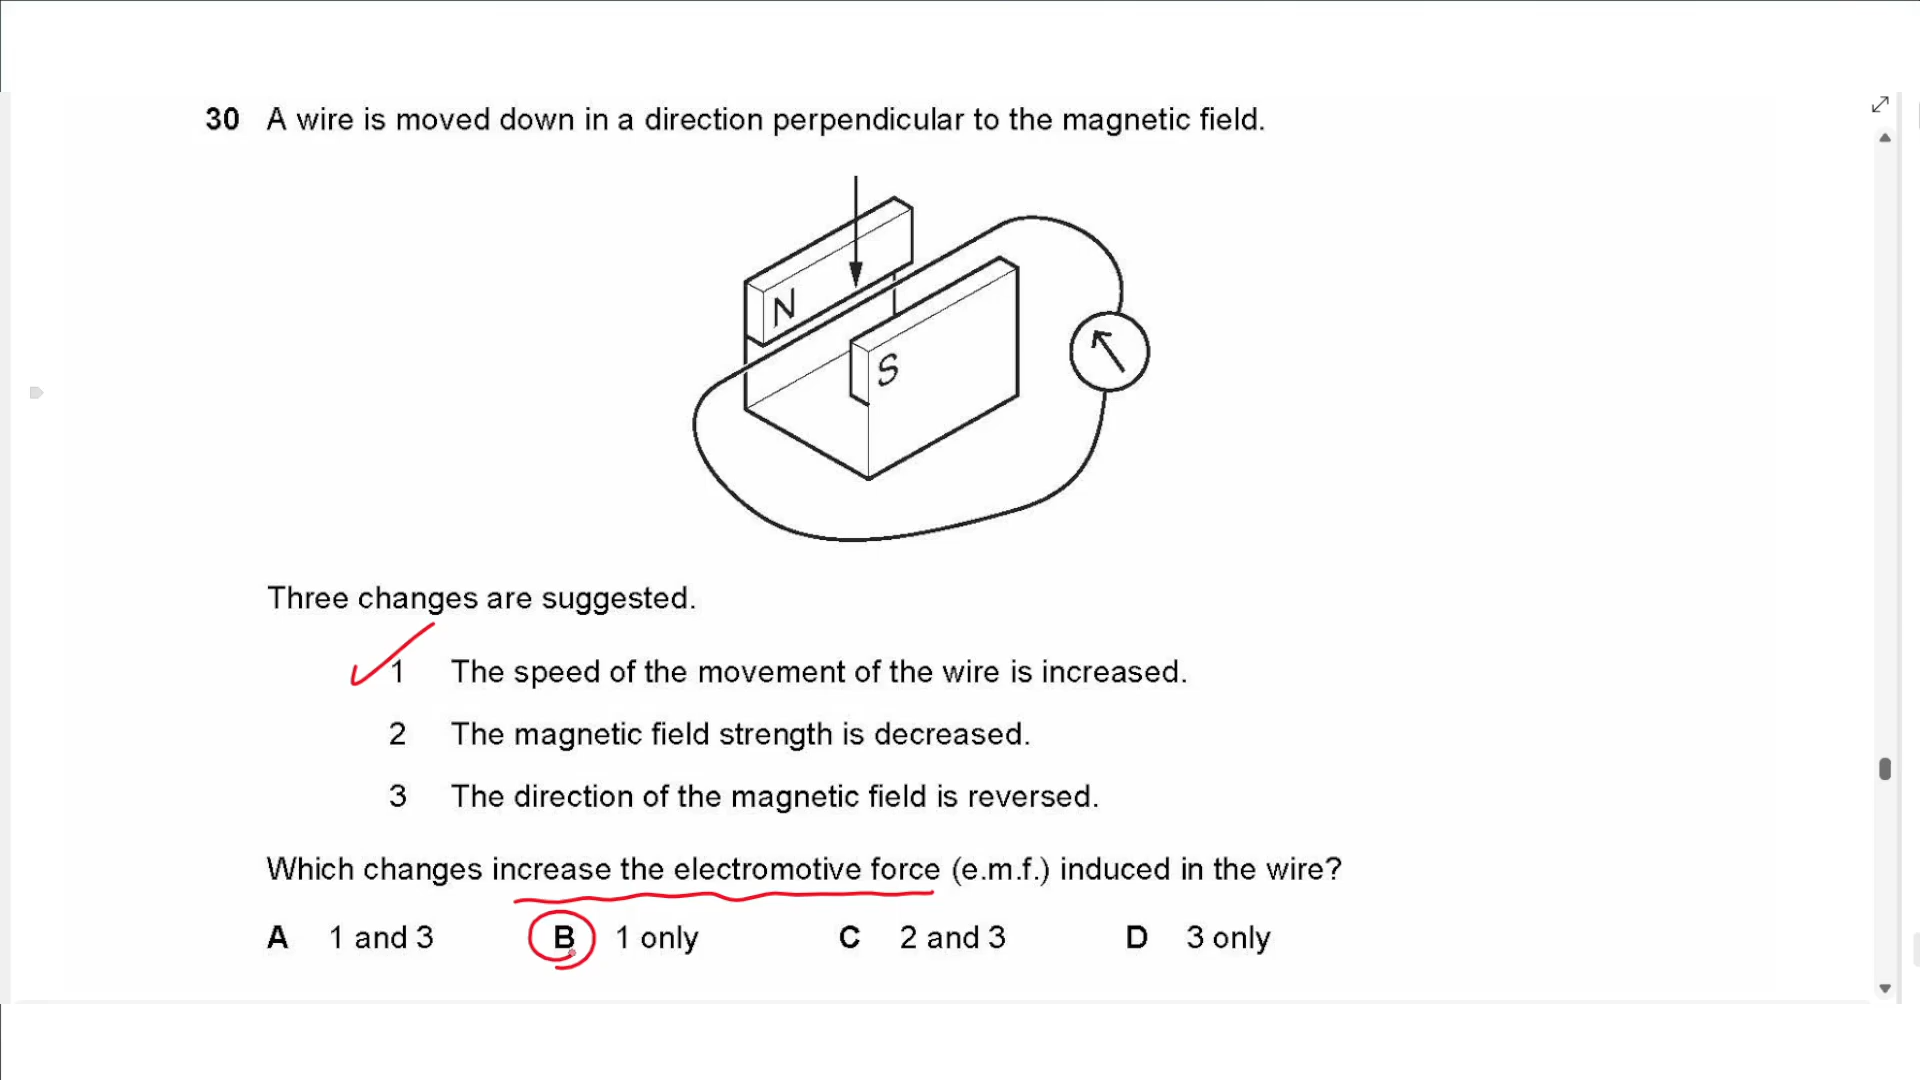 30 A wire is moved down in a direction perpendicular to the magnetic field.
N
S
Three changes are suggested.
1 The speed of the movement of the wire is increased.
2 The magnetic field strength is decreased.
3 The direction of the magnetic field is reversed.
Which changes increase the electromotive force (e.m.f.) induced in the wire?
A 1 and 3 B 1 only C 2 and 3 D 3 only